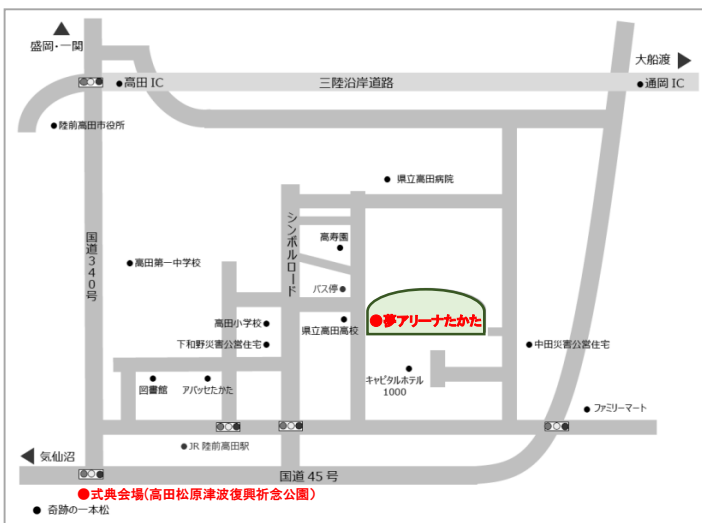 盛岡・一関
大船渡
高田 IC
三陸沿岸道路
通岡 IC
陸前高田市役所
県立高田病院
国道340号
シンボルロード
高寿園
高田第一中学校
バス停
高田小学校
県立高田高校
夢アリーナたかた
下和野災害公営住宅
中田災害公営住宅
図書館
アバッセたかた
キャピタルホテル
1000
ファミリーマート
JR 陸前高田駅
気仙沼
国道 45 号
式典会場(高田松原津波復興祈念公園)
奇跡の一本松